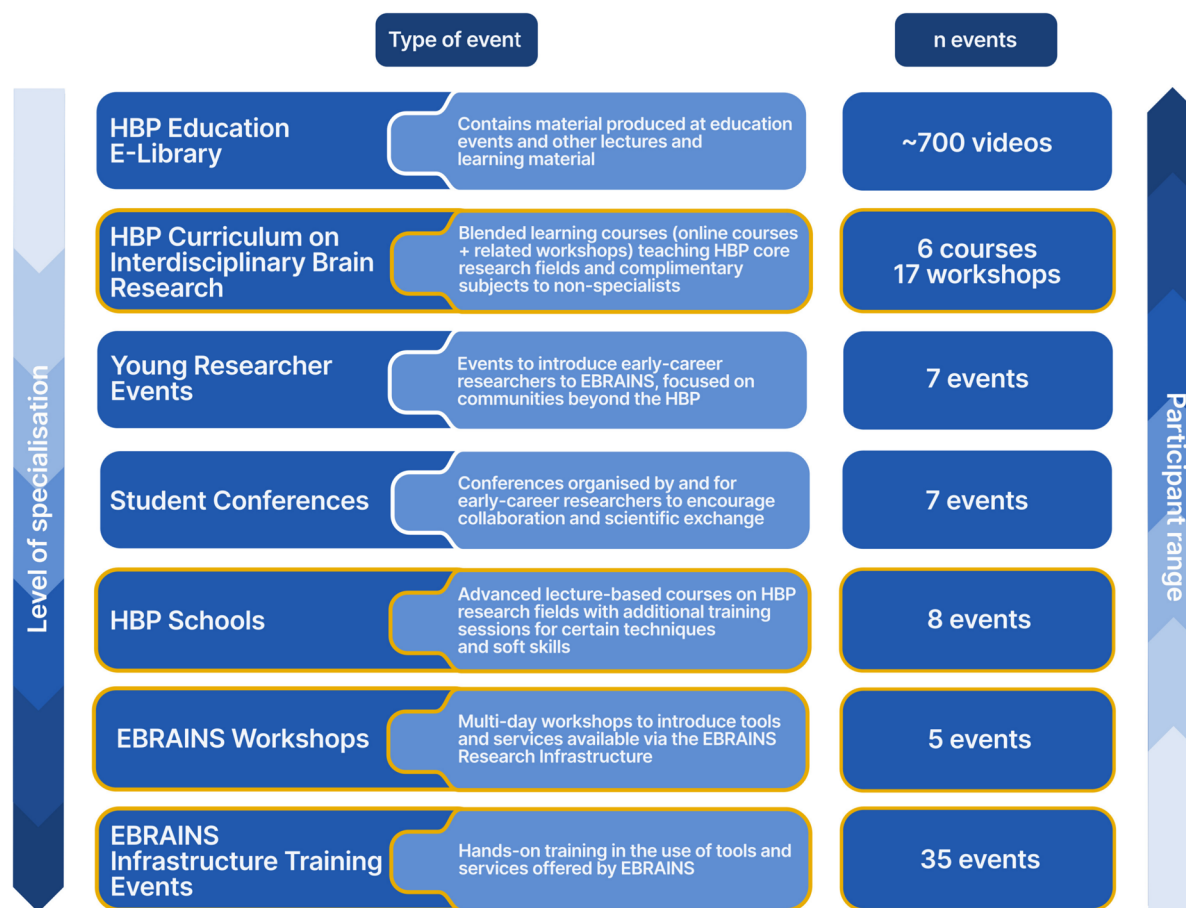 Type of event
n events
HBP Education
E-Library
Contains material produced at education
events and other lectures and
learning material
~700 videos
HBP Curriculum on
Interdisciplinary Brain
Research
Blended learning courses (online courses
+ related workshops) teaching HBP core
research fields and complimentary
subjects to non-specialists
6 courses
17 workshops
Young Researcher
Events
Events to introduce early-career
researchers to EBRAINS, focused on
communities beyond the HBP
7 events
Student Conferences
Conferences organised by and for
early-career researchers to encourage
collaboration and scientific exchange
7 events
HBP Schools
Advanced lecture-based courses on HBP
research fields with additional training
sessions for certain techniques
and soft skills
8 events
EBRAINS Workshops
Multi-day workshops to introduce tools
and services available via the EBRAINS
Research Infrastructure
5 events
EBRAINS
Infrastructure Training
Events
Hands-on training in the use of tools and
services offered by EBRAINS
35 events
Level of specialisation
Participant range